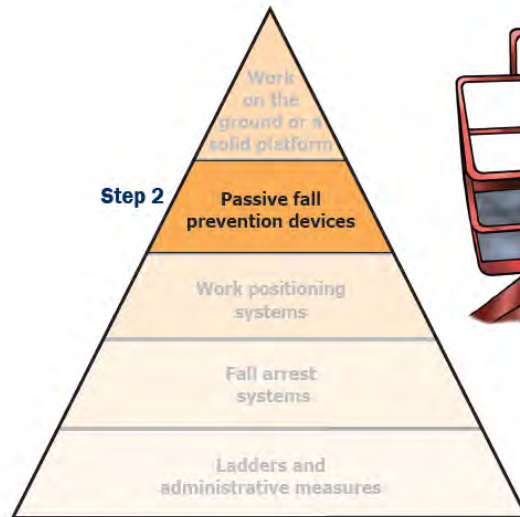 Work
on the
ground or a
solid platform
Step 2
Passive fall
prevention devices
Work positioning
systems
Fall arrest
systems
Ladders and
administrative measures